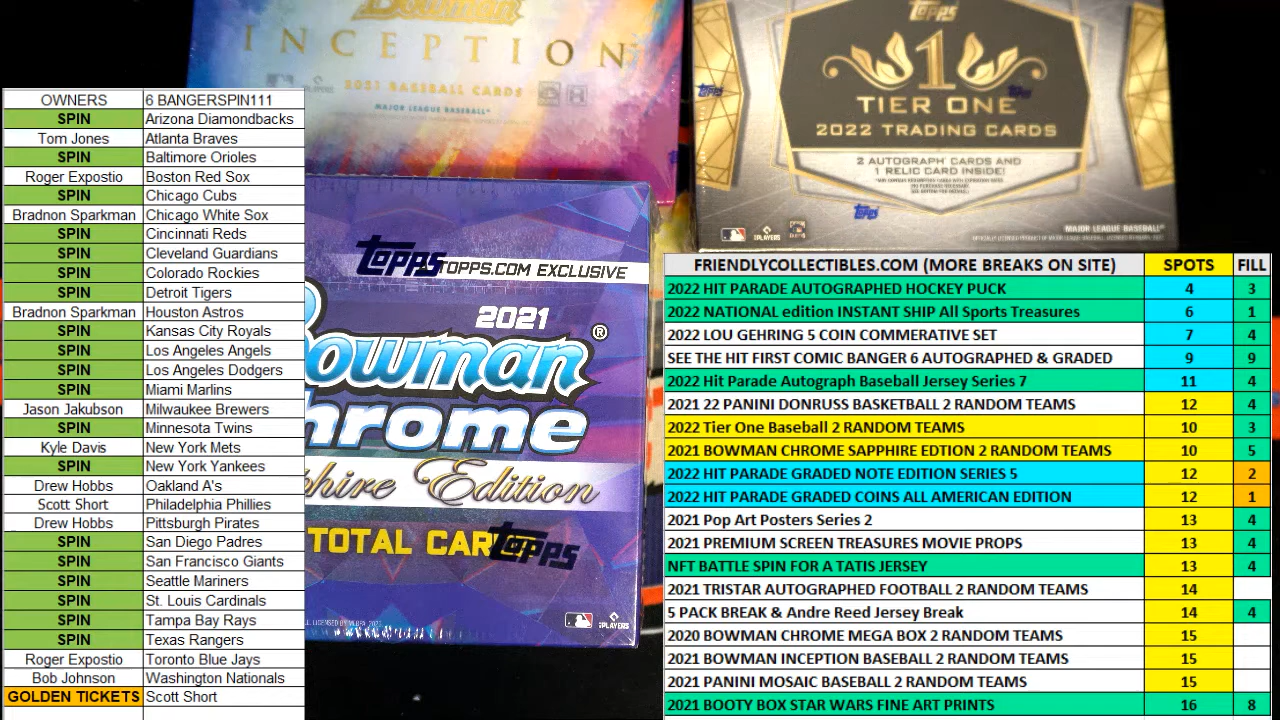 Bowman
INCEPTION
2021 BASEBALL CARDS
MAJOR LEAGUE BASEBALL®
Topps
1
TIER ONE
2022 TRADING CARDS
2 AUTOGRAPH CARDS AND
1 RELIC CARD INSIDE!
Topps
Topps
Topps
PLAYERS
MAJOR LEAGUE BASEBALL®
OWNERS 6 BANGERSPIN111
SPIN Arizona Diamondbacks
Tom Jones Atlanta Braves
SPIN Baltimore Orioles
Roger Expostio Boston Red Sox
SPIN Chicago Cubs
Bradnon Sparkman Chicago White Sox
SPIN Cincinnati Reds
SPIN Cleveland Guardians
SPIN Colorado Rockies
SPIN Detroit Tigers
Bradnon Sparkman Houston Astros
SPIN Kansas City Royals
SPIN Los Angeles Angels
SPIN Los Angeles Dodgers
SPIN Miami Marlins
Jason Jakubson Milwaukee Brewers
SPIN Minnesota Twins
Kyle Davis New York Mets
SPIN New York Yankees
Drew Hobbs Oakland A's
Scott Short Philadelphia Phillies
Drew Hobbs Pittsburgh Pirates
SPIN San Diego Padres
SPIN San Francisco Giants
SPIN Seattle Mariners
SPIN St. Louis Cardinals
SPIN Tampa Bay Rays
SPIN Texas Rangers
Roger Expostio Toronto Blue Jays
Bob Johnson Washington Nationals
GOLDEN TICKETS Scott Short
Topps TOPPS.COM EXCLUSIVE
2021
Bowman®
hrome
phire Edition
TOTAL CAR
Topps
PLAYERS
FRIENDLYCOLLECTIBLES.COM (MORE BREAKS ON SITE) SPOTS FILL
2022 HIT PARADE AUTOGRAPHED HOCKEY PUCK 4 3
2022 NATIONAL edition INSTANT SHIP All Sports Treasures 6 1
2022 LOU GEHRING 5 COIN COMMERATIVE SET 7 4
SEE THE HIT FIRST COMIC BANGER 6 AUTOGRAPHED & GRADED 9 9
2022 Hit Parade Autograph Baseball Jersey Series 7 11 4
2021 22 PANINI DONRUSS BASKETBALL 2 RANDOM TEAMS 12 4
2022 Tier One Baseball 2 RANDOM TEAMS 10 3
2021 BOWMAN CHROME SAPPHIRE EDTION 2 RANDOM TEAMS 10 5
2022 HIT PARADE GRADED NOTE EDITION SERIES 5 12 2
2022 HIT PARADE GRADED COINS ALL AMERICAN EDITION 12 1
2021 Pop Art Posters Series 2 13 4
2021 PREMIUM SCREEN TREASURES MOVIE PROPS 13 4
NFT BATTLE SPIN FOR A TATIS JERSEY 13 4
2021 TRISTAR AUTOGRAPHED FOOTBALL 2 RANDOM TEAMS 14
5 PACK BREAK & Andre Reed Jersey Break 14 4
2020 BOWMAN CHROME MEGA BOX 2 RANDOM TEAMS 15
2021 BOWMAN INCEPTION BASEBALL 2 RANDOM TEAMS 15
2021 PANINI MOSAIC BASEBALL 2 RANDOM TEAMS 15
2021 BOOTY BOX STAR WARS FINE ART PRINTS 16 8